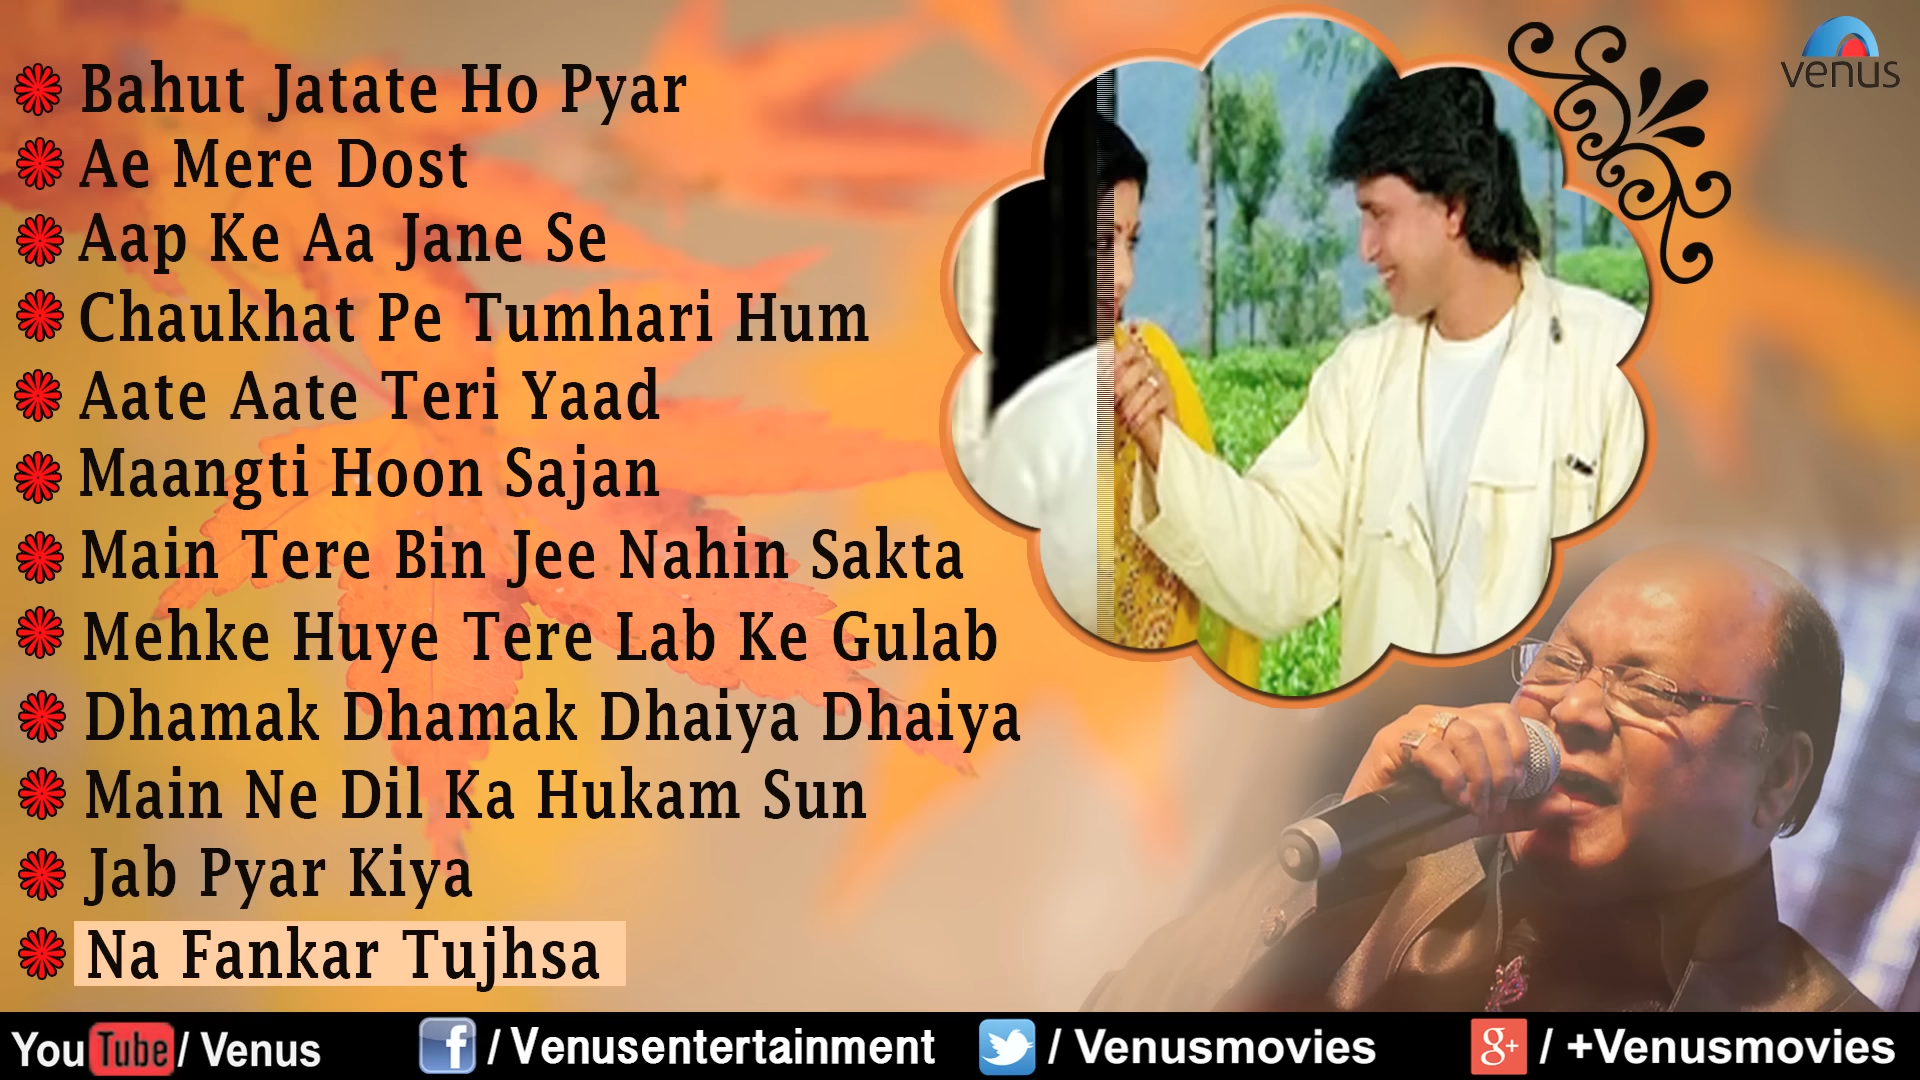 Bahut Jatate Ho Pyar
Ae Mere Dost
Aap Ke Aa Jane Se
Chaukhat Pe Tumhari Hum
Aate Aate Teri Yaad
Maangti Hoon Sajan
Main Tere Bin Jee Nahin Sakta
Mehke Huye Tere Lab Ke Gulab
Dhamak Dhamak Dhaiya Dhaiya
Main Ne Dil Ka Hukam Sun
Jab Pyar Kiya
Na Fankar Tujhsa
venus
YouTube / Venus
f / Venusentertainment
/ Venusmovies
g+ / +Venusmovies